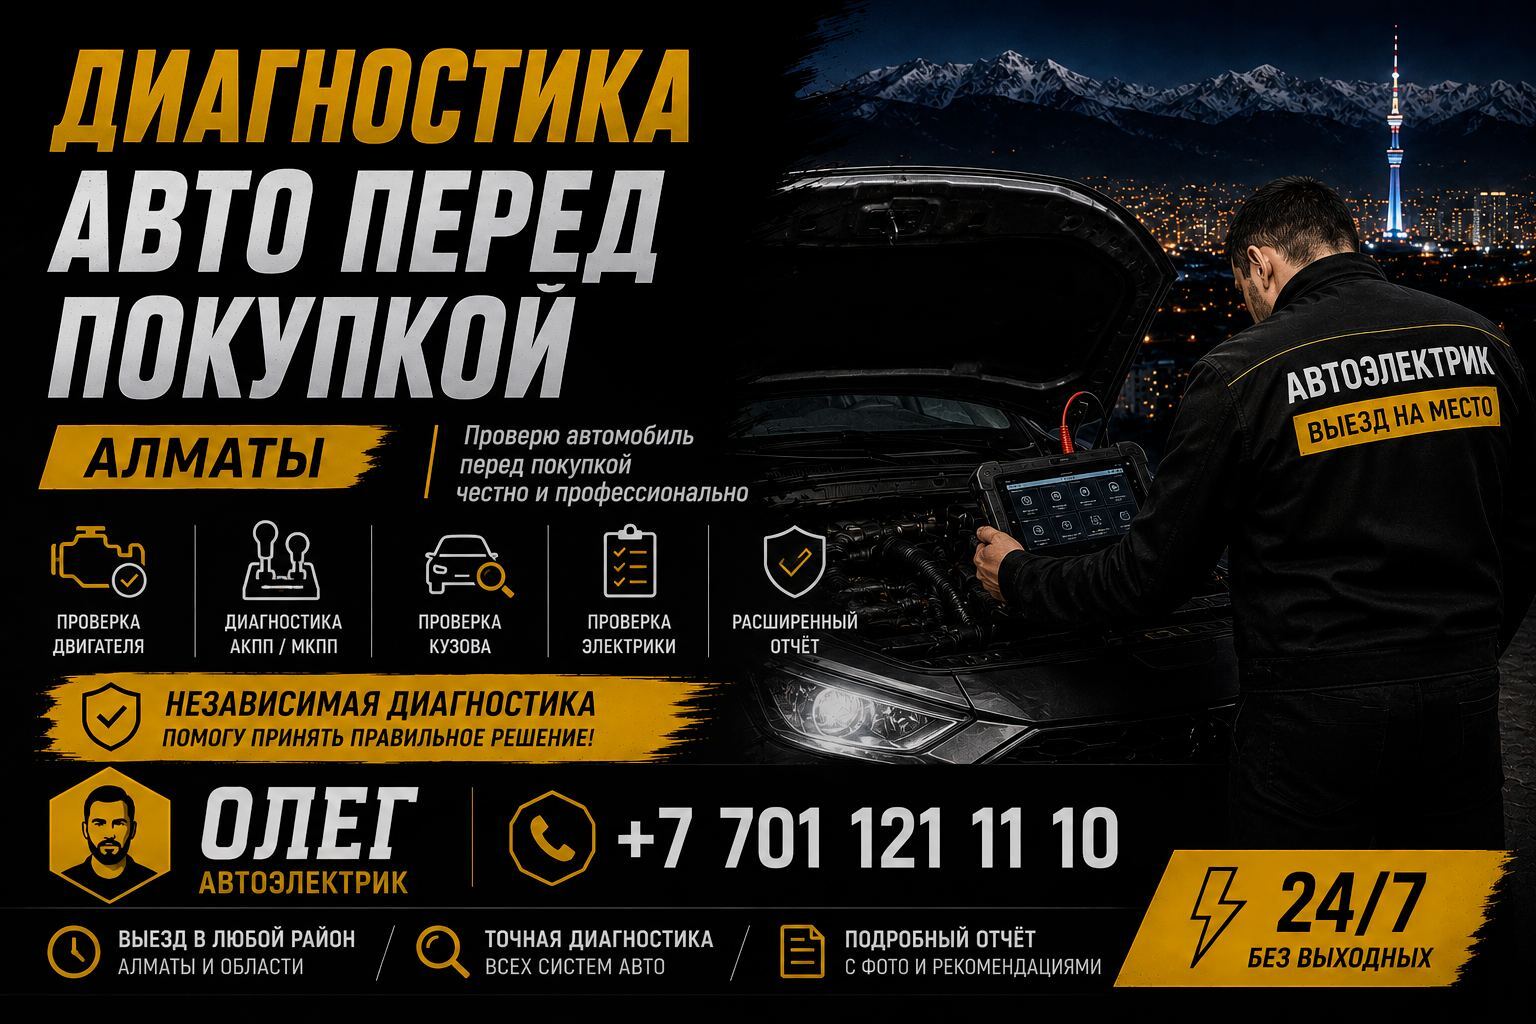 ДИАГНОСТИКА
АВТО ПЕРЕД
ПОКУПКОЙ
АЛМАТЫ
Проверю автомобиль
перед покупкой
честно и профессионально
ПРОВЕРКА
ДВИГАТЕЛЯ
ДИАГНОСТИКА
АКПП / МКПП
ПРОВЕРКА
КУЗОВА
ПРОВЕРКА
ЭЛЕКТРИКИ
РАСШИРЕННЫЙ
ОТЧЁТ
АВТОЭЛЕКТРИК
ВЫЕЗД НА МЕСТО
НЕЗАВИСИМАЯ ДИАГНОСТИКА
ПОМОГУ ПРИНЯТЬ ПРАВИЛЬНОЕ РЕШЕНИЕ!
ОЛЕГ
АВТОЭЛЕКТРИК
+7 701 121 11 10
24/7
БЕЗ ВЫХОДНЫХ
ВЫЕЗД В ЛЮБОЙ РАЙОН
АЛМАТЫ И ОБЛАСТИ
ТОЧНАЯ ДИАГНОСТИКА
ВСЕХ СИСТЕМ АВТО
ПОДРОБНЫЙ ОТЧЁТ
С ФОТО И РЕКОМЕНДАЦИЯМИ